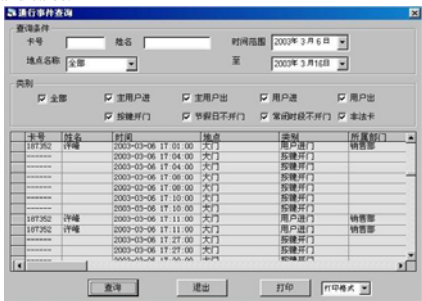 通行事件查询
查询条件
卡号 姓名 时间范围 2003年 3月 6日
地点名称 全部 至 2003年 3月16日
类别
全部 主用户进 主用户出 用户进 用户出
按键开门 节假日不开门 常闭时段不开门 非法卡
卡号 姓名 时间 地点 类别 所属部门
187352 许峰 2003-03-06 17:01:00 大门 用户进门 销售部
------ 2003-03-06 17:04:00 大门 按键开门
------ 2003-03-06 17:04:00 大门 按键开门
------ 2003-03-06 17:08:00 大门 按键开门
------ 2003-03-06 17:08:00 大门 按键开门
------ 2003-03-06 17:10:00 大门 按键开门
------ 2003-03-06 17:10:00 大门 按键开门
187352 许峰 2003-03-06 17:11:00 大门 用户进门 销售部
187352 许峰 2003-03-06 17:11:00 大门 用户进门 销售部
------ 2003-03-06 17:27:00 大门 按键开门
------ 2003-03-06 17:27:00 大门 按键开门
查询 退出 打印 打印格式